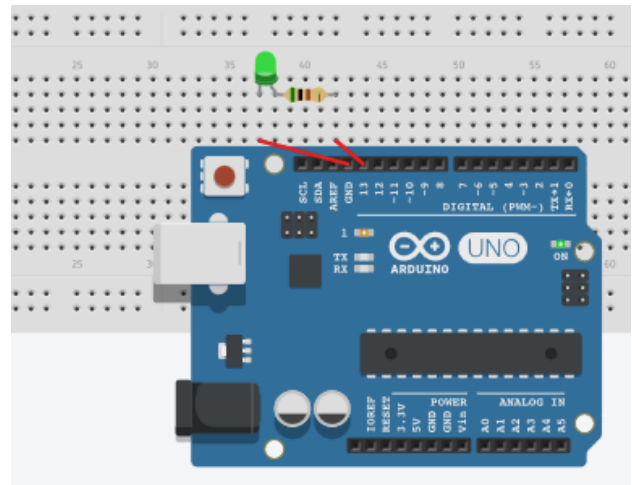 25 30 35 40 45 50 55 60
SCL
SDA
AREF
GND
13
12
~11
~10
~9
8
7
~6
~5
4
~3
2
TX→1
RX←0
DIGITAL (PWM~)
1
TX
RX
UNO
ARDUINO
ON
25
60
POWER
ANALOG IN
IOREF
RESET
3.3V
5V
GND
GND
Vin
A0
A1
A2
A3
A4
A5